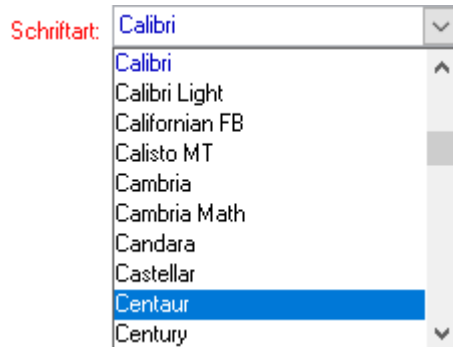 Schriftart: Calibri
Calibri
Calibri Light
Californian FB
Calisto MT
Cambria
Cambria Math
Candara
Castellar
Centaur
Century